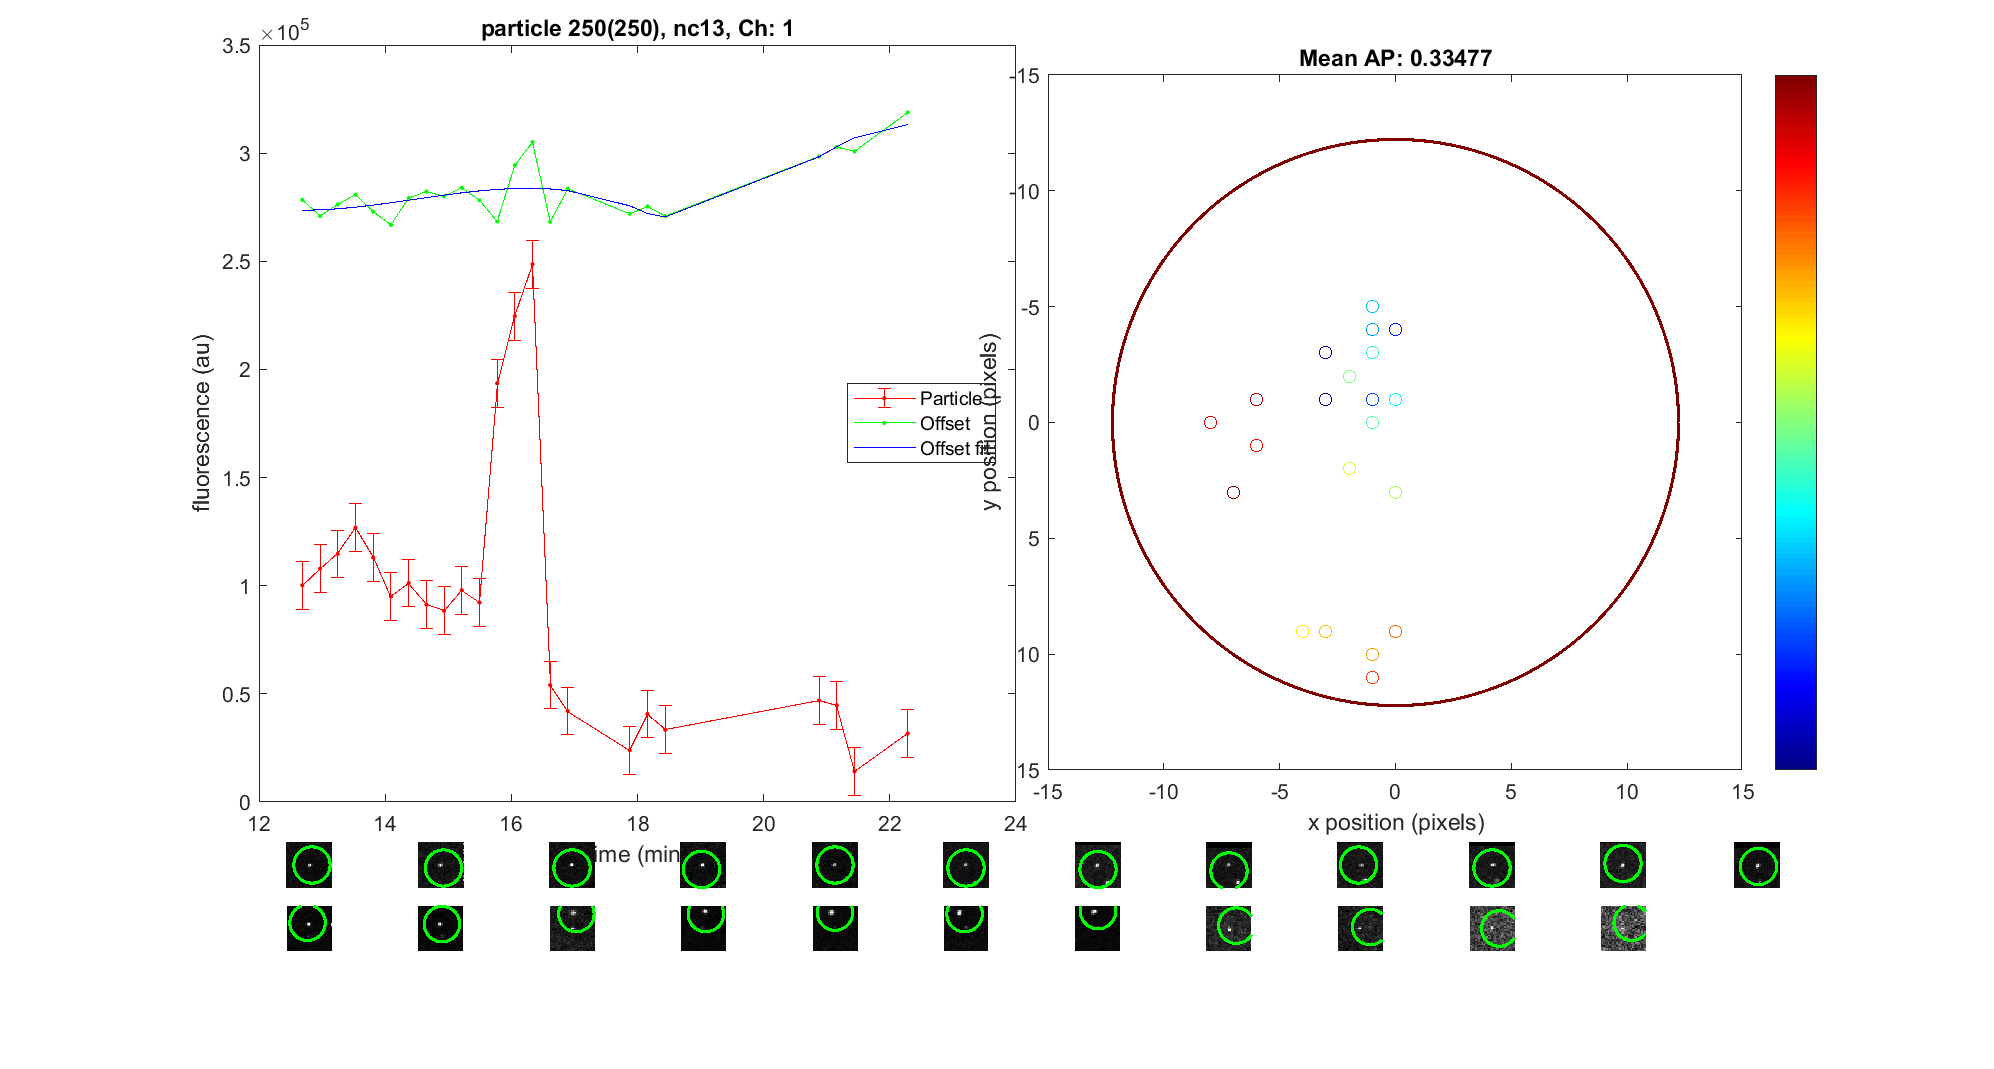 particle 250(250), nc13, Ch: 1
×10^5
3.5
3
2.5
2
1.5
1
0.5
0
fluorescence (au)
12 14 16 18 20 22 24
Particle
Offset
Offset fit
Mean AP: 0.33477
-15
-10
-5
0
5
10
15
y position (pixels)
-15 -10 -5 0 5 10 15
x position (pixels)